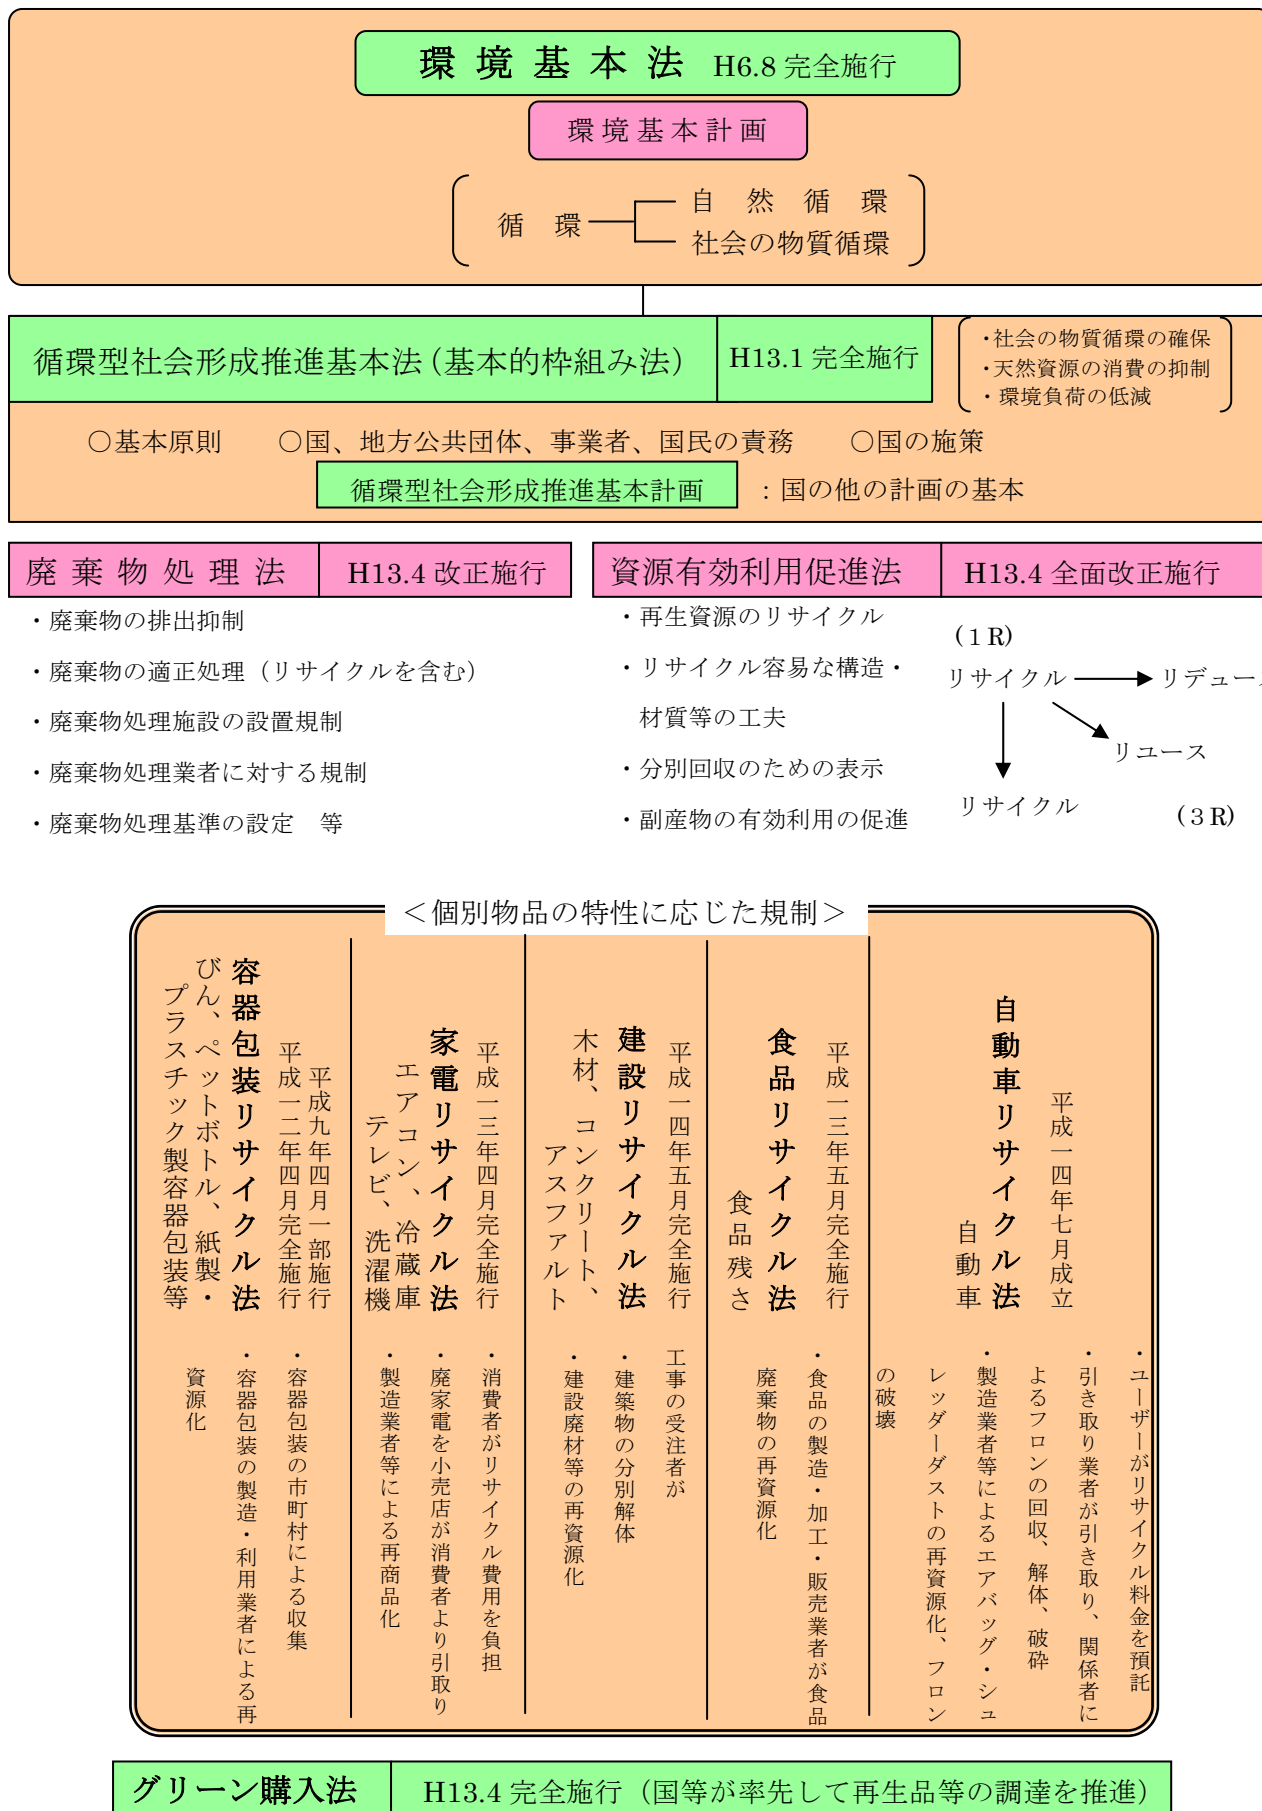 環境基本法 H6.8 完全施行
環境基本計画
循環
自然循環
社会の物質循環
循環型社会形成推進基本法(基本的枠組み法)
H13.1 完全施行
・社会の物質循環の確保
・天然資源の消費の抑制
・環境負荷の低減
○基本原則 ○国、地方公共団体、事業者、国民の責務 ○国の施策
循環型社会形成推進基本計画 :国の他の計画の基本
廃棄物処理法 H13.4 改正施行
・廃棄物の排出抑制
・廃棄物の適正処理(リサイクルを含む)
・廃棄物処理施設の設置規制
・廃棄物処理業者に対する規制
・廃棄物処理基準の設定 等
資源有効利用促進法 H13.4 全面改正施行
・再生資源のリサイクル
・リサイクル容易な構造・
材質等の工夫
・分別回収のための表示
・副産物の有効利用の促進
(1R)
リサイクル
リデュース
リユース
リサイクル
(3R)
<個別物品の特性に応じた規制>
平成九年四月一部施行
平成一二年四月完全施行
容器包装リサイクル法
びん、ペットボトル、紙製・
プラスチック製容器包装等
・容器包装の市町村による収集
・容器包装の製造・利用業者による再
資源化
平成一三年四月完全施行
家電リサイクル法
エアコン、冷蔵庫
テレビ、洗濯機
・消費者がリサイクル費用を負担
・廃家電を小売店が消費者より引取り
・製造業者等による再商品化
平成一四年五月完全施行
建設リサイクル法
木材、コンクリート、
アスファルト
工事の受注者が
・建築物の分別解体
・建設廃材等の再資源化
平成一三年五月完全施行
食品リサイクル法
食品残さ
・食品の製造・加工・販売業者が食品
廃棄物の再資源化
平成一四年七月成立
自動車リサイクル法
自動車
・ユーザーがリサイクル料金を預託
・引き取り業者が引き取り、関係者に
よるフロンの回収、解体、破砕
・製造業者等によるエアバッグ・シュ
レッダーダストの再資源化、フロン
の破壊
グリーン購入法 H13.4 完全施行(国等が率先して再生品等の調達を推進)